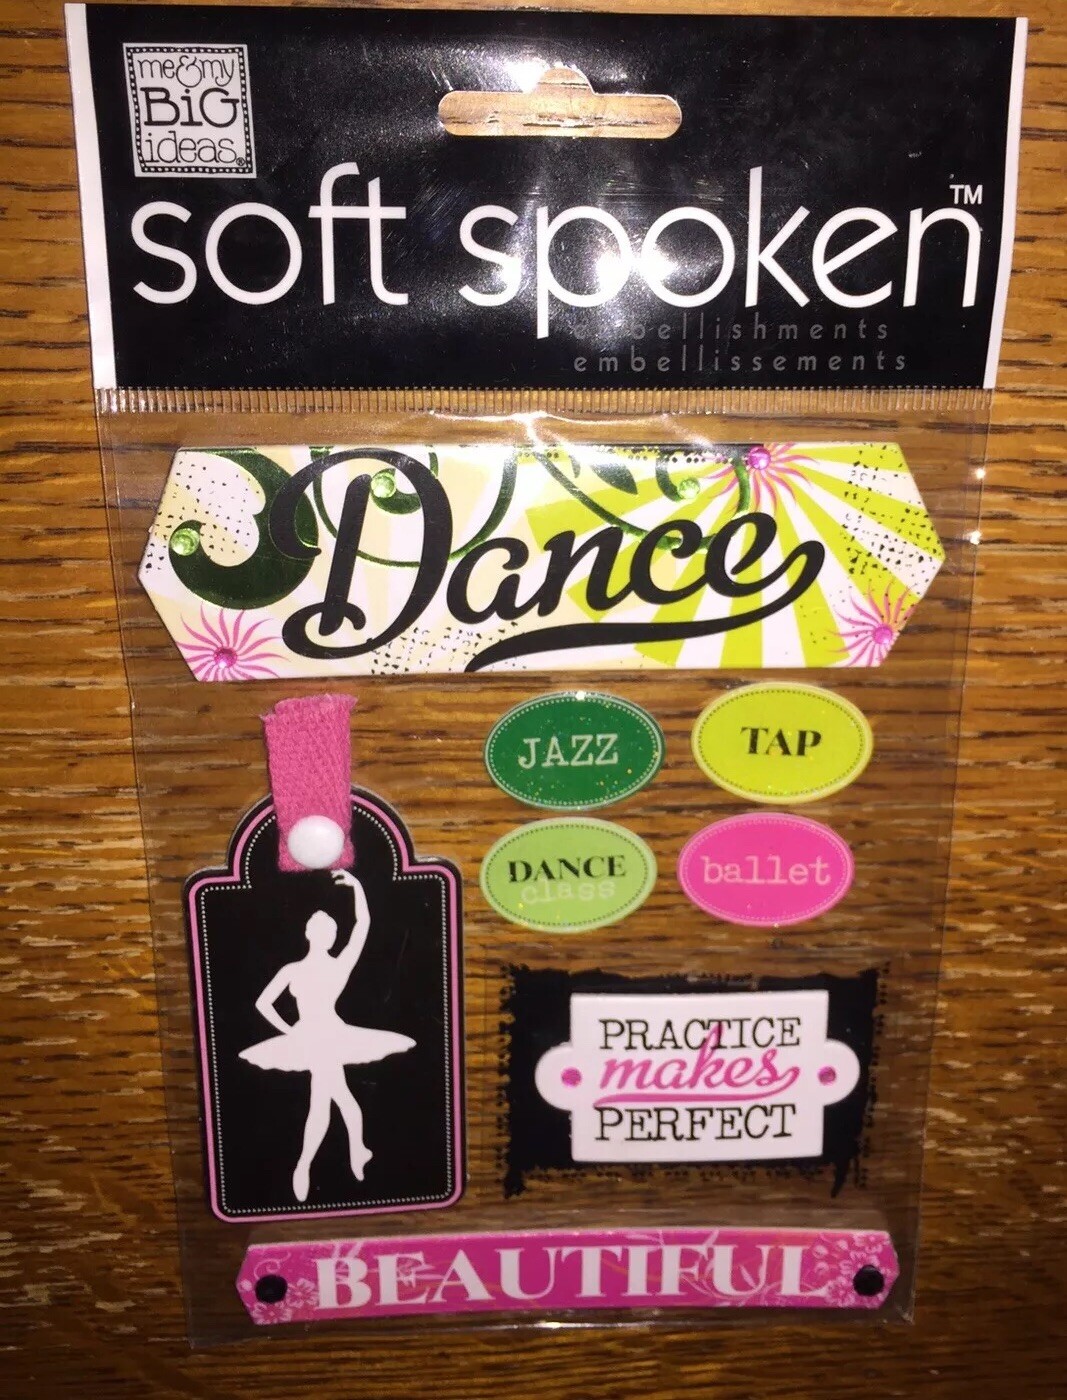 me&my
BiG
ideas®
soft spoken™
embellishments
embellissements
Dance
JAZZ
TAP
DANCE
class
ballet
PRACTICE
makes
PERFECT
BEAUTIFUL